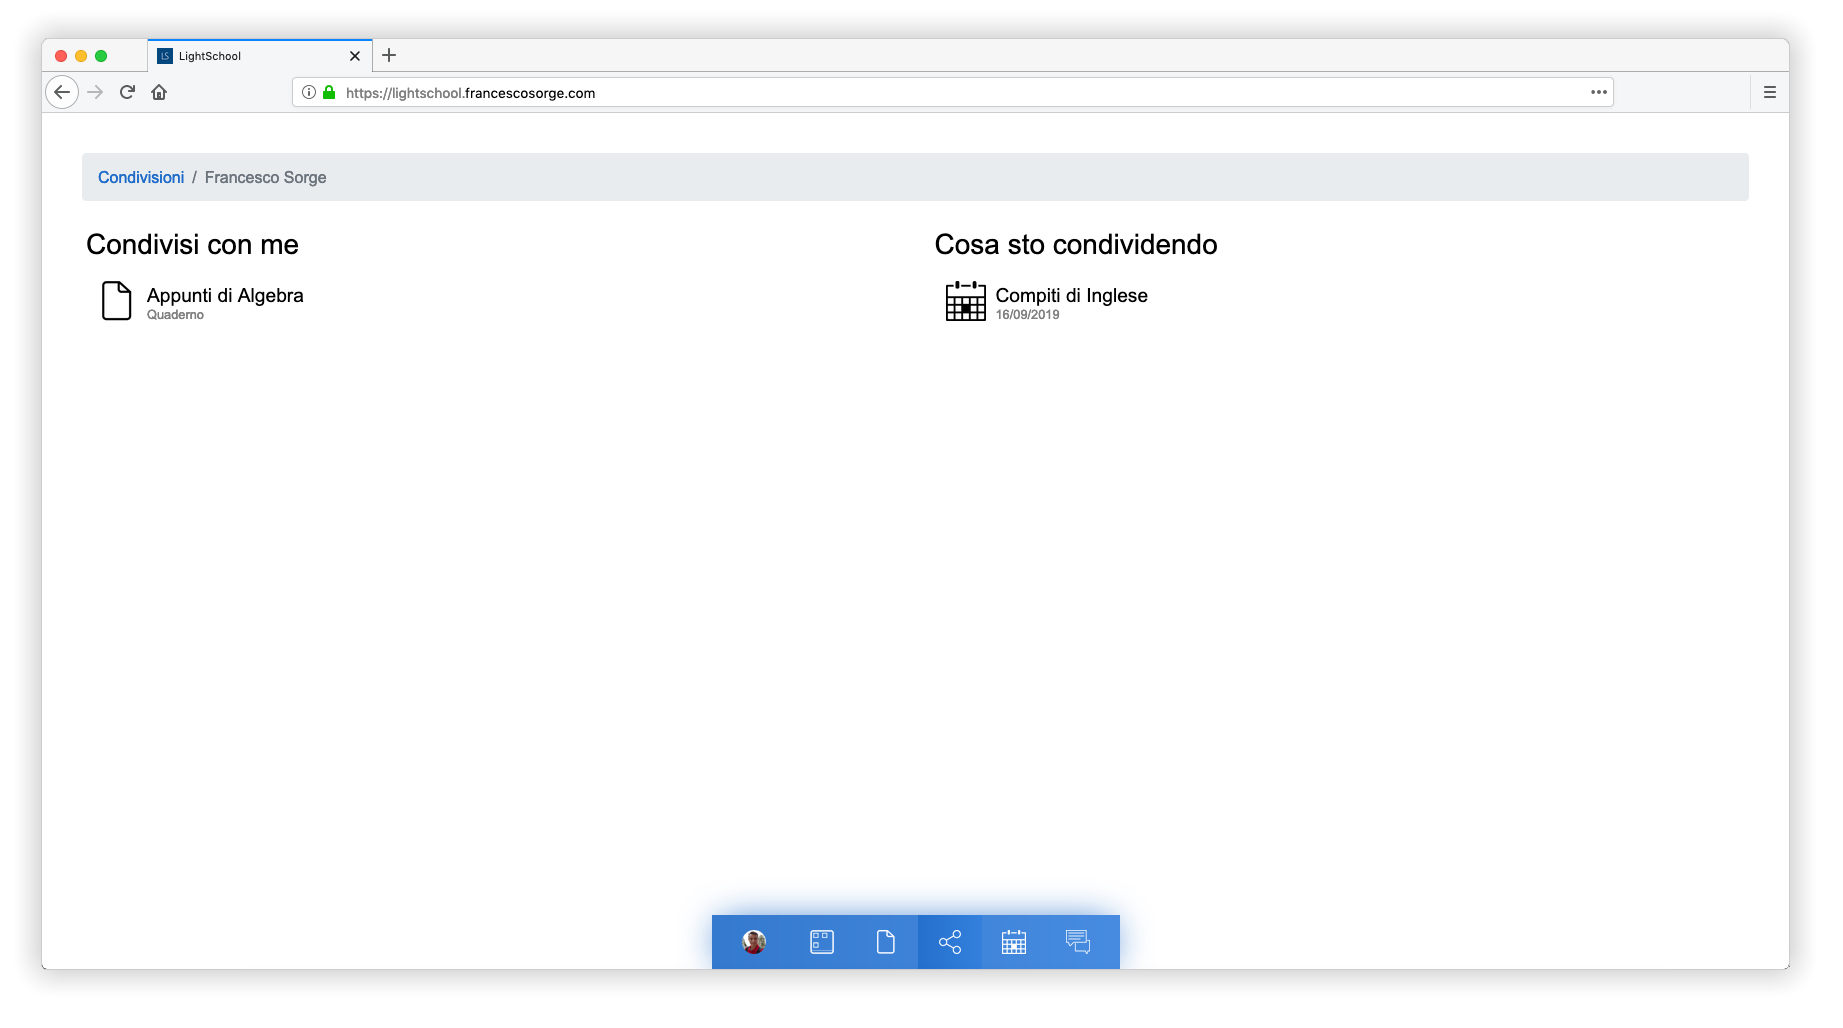 LS LightSchool
https://lightschool.francescosorge.com
Condivisioni / Francesco Sorge
Condivisi con me
Appunti di Algebra
Quaderno
Cosa sto condividendo
Compiti di Inglese
16/09/2019